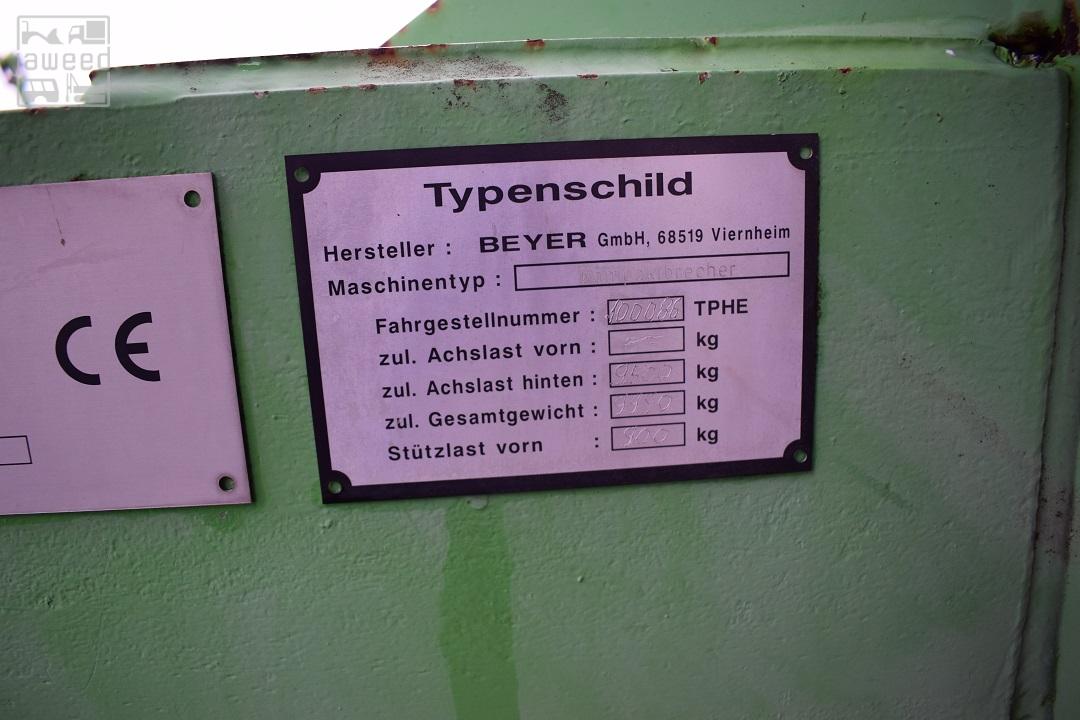 aweed
CE
Typenschild
Hersteller : BEYER GmbH, 68519 Viernheim
Maschinentyp :
Fahrgestellnummer : TPHE
zul. Achslast vorn : kg
zul. Achslast hinten : kg
zul. Gesamtgewicht : kg
Stützlast vorn : 900 kg